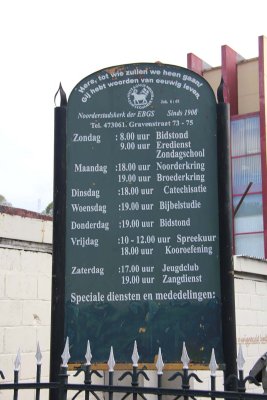 Here, tot wie zullen we heen gaan!
Gij hebt woorden van eeuwig leven.
Joh. 6:68
Noorderstadskerk der EBGS Sinds 1908
Tel. 473061. Gravenstraat 73 - 75
Zondag : 8.00 uur Bidstond
9.00 uur Eredienst
Zondagschool
Maandag :18.00 uur Noorderkring
19.00 uur Broederkring
Dinsdag :18.00 uur Catechisatie
Woensdag :19.00 uur Bijbelstudie
Donderdag : 19.00 uur Bidstond
Vrijdag :10 - 12.00 uur Spreekuur
18.00 uur Kooroefening
Zaterdag :17.00 uur Jeugdclub
19.00 uur Zangdienst
Speciale diensten en mededelingen: